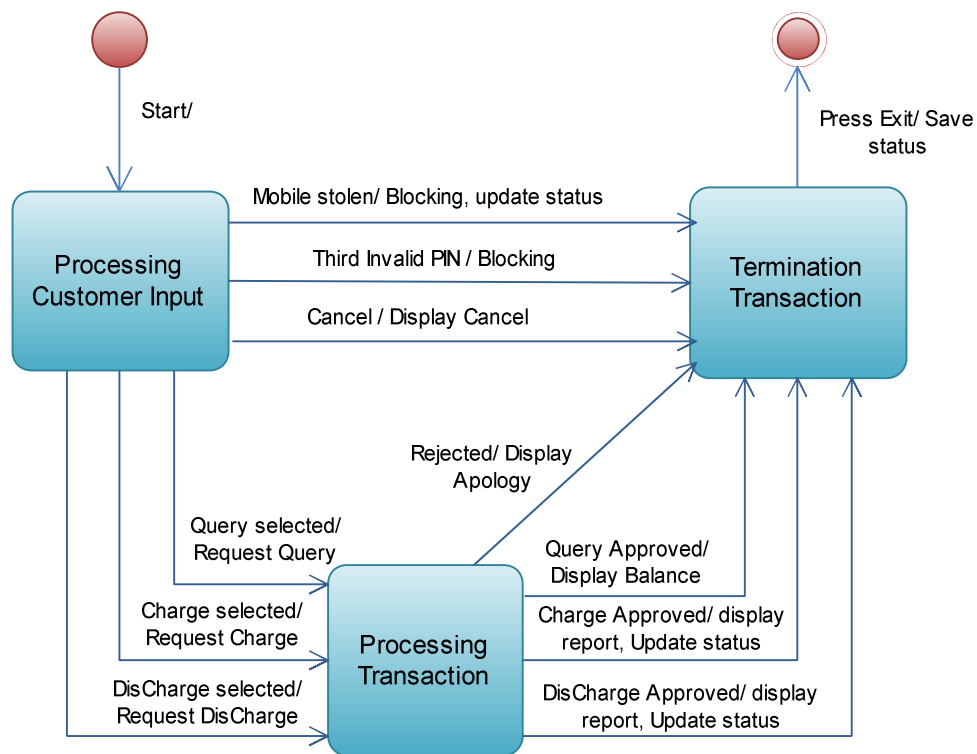 Start/
Press Exit/ Save
status
Mobile stolen/ Blocking, update status
Processing
Customer Input
Third Invalid PIN / Blocking
Termination
Transaction
Cancel / Display Cancel
Rejected/ Display
Apology
Query selected/
Request Query
Query Approved/
Display Balance
Charge selected/
Request Charge
Processing
Transaction
Charge Approved/ display
report, Update status
DisCharge selected/
Request DisCharge
DisCharge Approved/ display
report, Update status